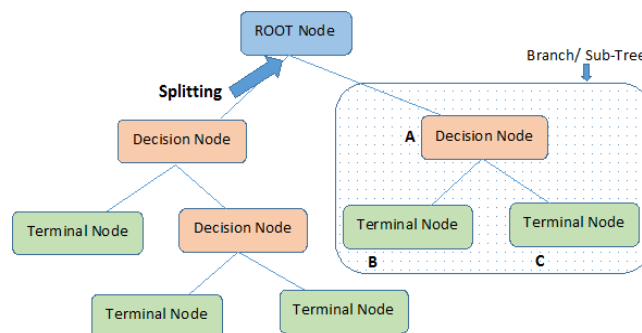 ROOT Node
Branch/ Sub-Tree
Splitting
A
Decision Node
Decision Node
Terminal Node
Decision Node
Terminal Node
Terminal Node
B
C
Terminal Node
Terminal Node